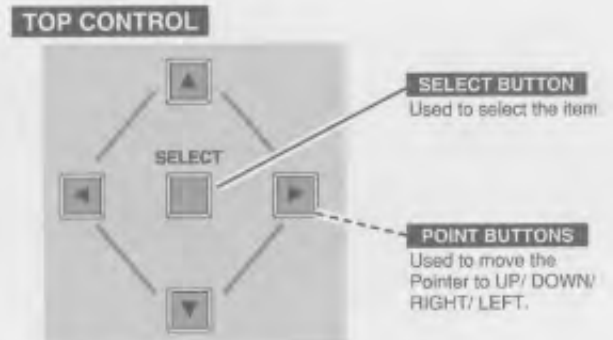 TOP CONTROL
SELECT BUTTON
Used to select the item
SELECT
POINT BUTTONS
Used to move the
Pointer to UP/ DOWN/
RIGHT/ LEFT.